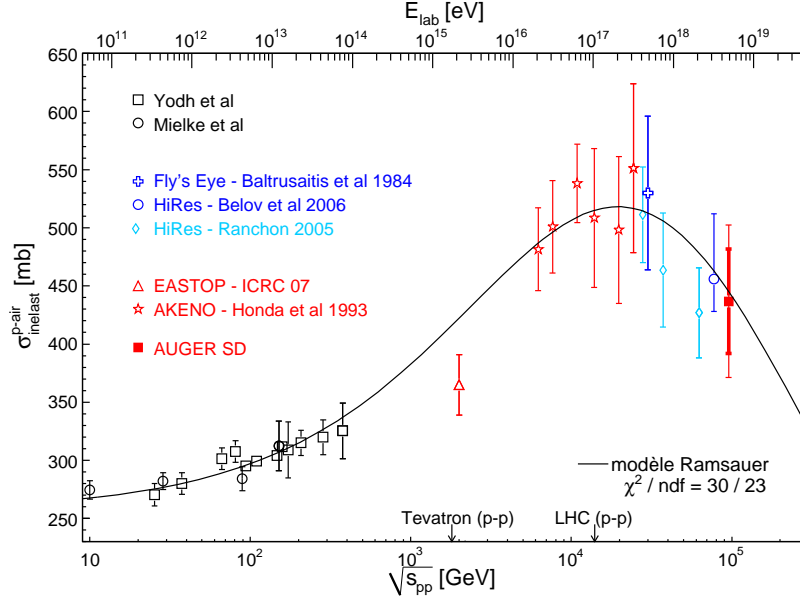 E_lab [eV]
10^11 10^12 10^13 10^14 10^15 10^16 10^17 10^18 10^19
650
600
550
500
450
400
350
300
250
σ^p-air_inelast [mb]
Yodh et al
Mielke et al
Fly's Eye - Baltrusaitis et al 1984
HiRes - Belov et al 2006
HiRes - Ranchon 2005
EASTOP - ICRC 07
AKENO - Honda et al 1993
AUGER SD
modèle Ramsauer
χ² / ndf = 30 / 23
Tevatron (p-p) LHC (p-p)
10 10^2 10^3 10^4 10^5
√s_pp [GeV]